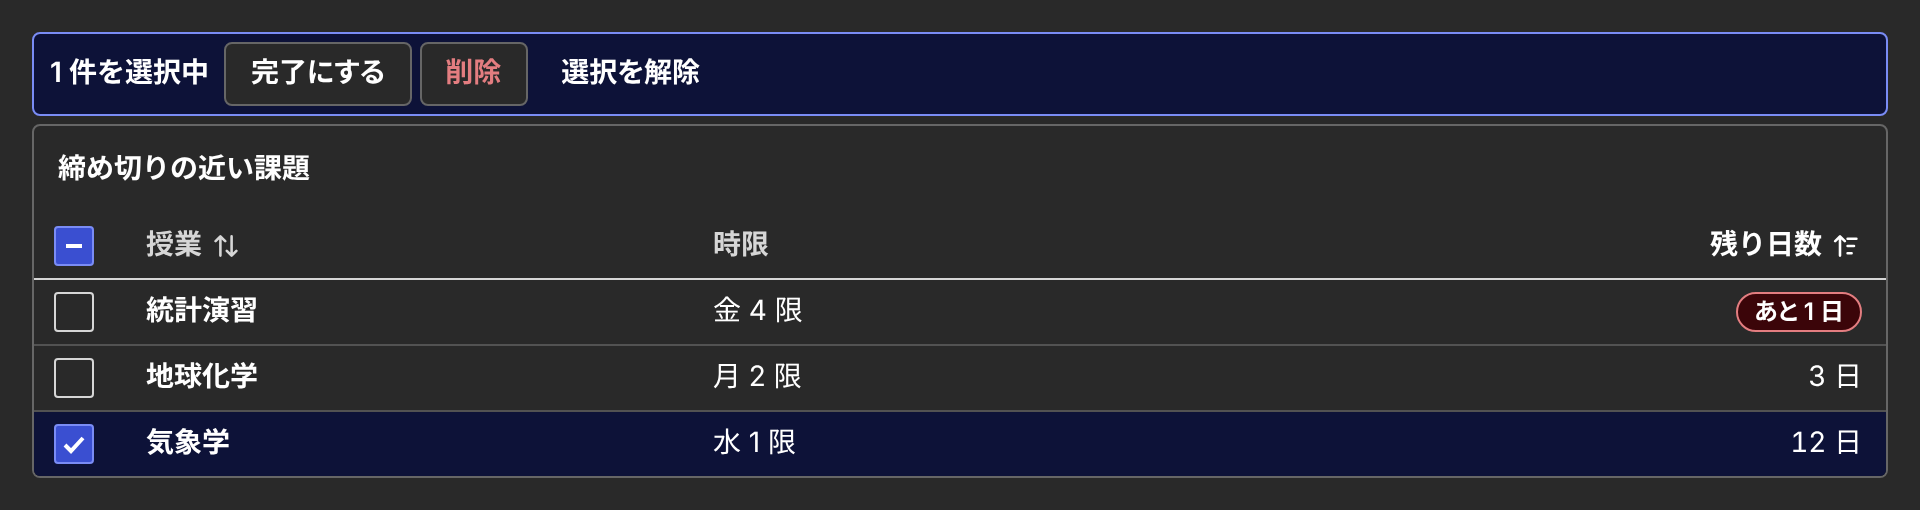 1件を選択中 完了にする 削除 選択を解除
締め切りの近い課題
授業 時限 残り日数
統計演習 金 4 限 あと1日
地球化学 月 2 限 3 日
気象学 水 1 限 12 日